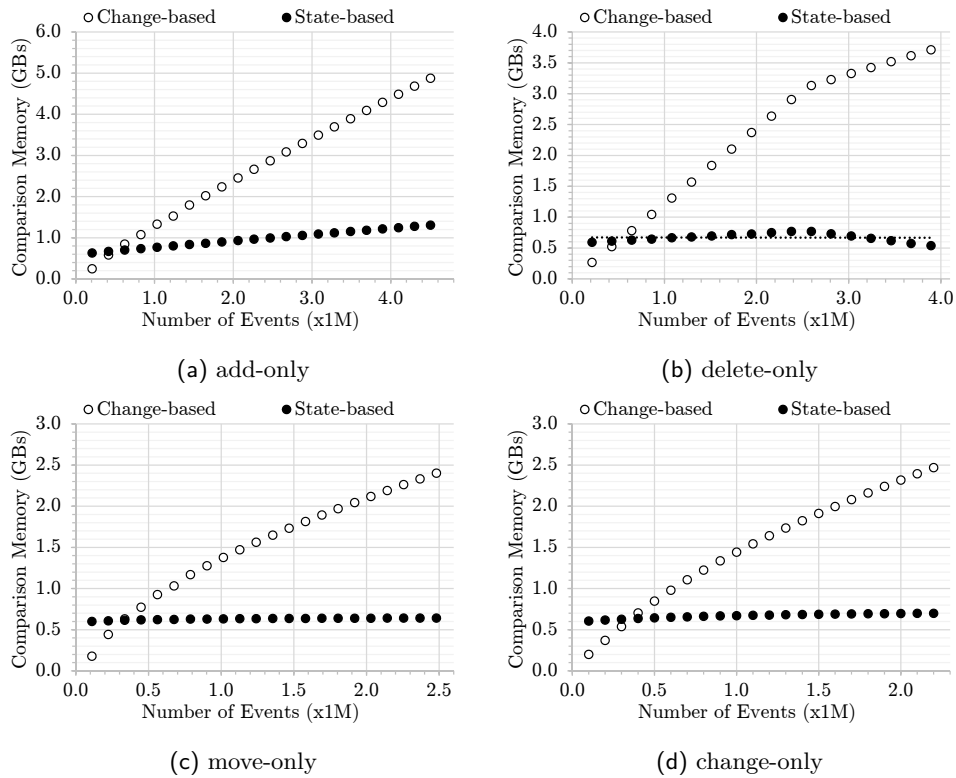 Change-based State-based
Comparison Memory (GBs)
6.0
5.0
4.0
3.0
2.0
1.0
0.0
0.0 1.0 2.0 3.0 4.0
Number of Events (x1M)
(a) add-only
Change-based State-based
Comparison Memory (GBs)
4.0
3.5
3.0
2.5
2.0
1.5
1.0
0.5
0.0
0.0 1.0 2.0 3.0 4.0
Number of Events (x1M)
(b) delete-only
Change-based State-based
Comparison Memory (GBs)
3.0
2.5
2.0
1.5
1.0
0.5
0.0
0.0 0.5 1.0 1.5 2.0 2.5
Number of Events (x1M)
(c) move-only
Change-based State-based
Comparison Memory (GBs)
3.0
2.5
2.0
1.5
1.0
0.5
0.0
0.0 0.5 1.0 1.5 2.0
Number of Events (x1M)
(d) change-only